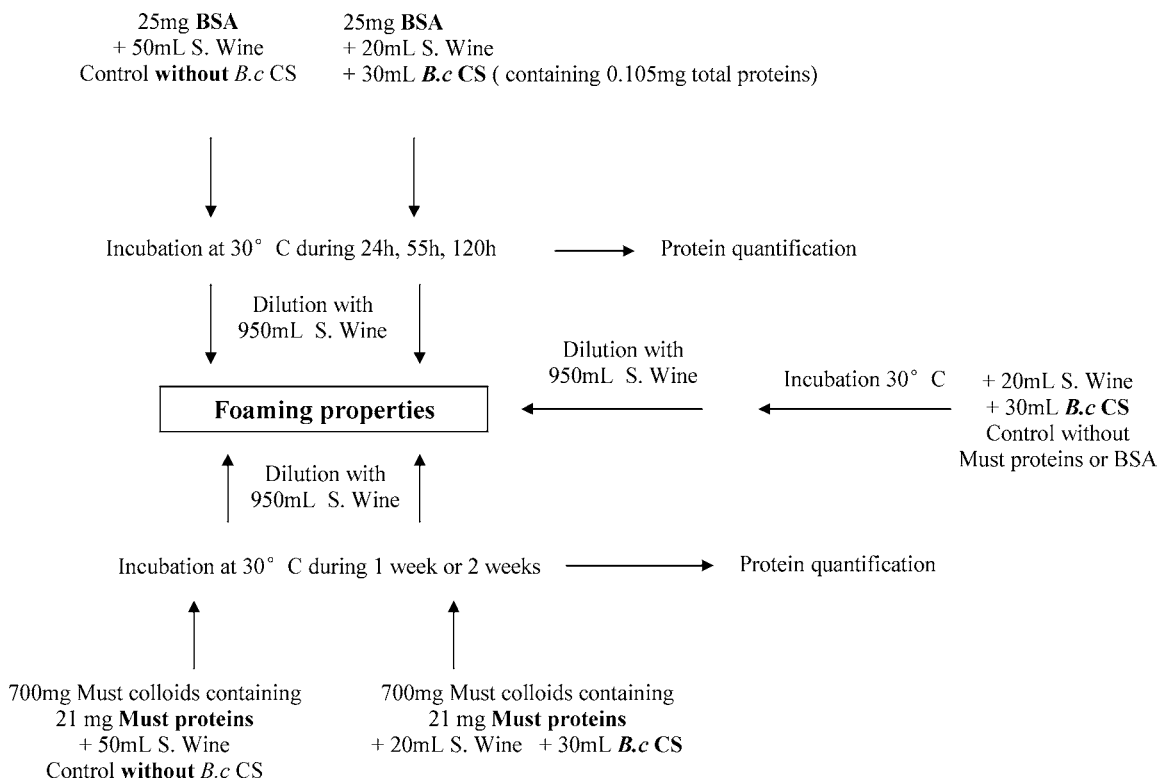 25mg BSA
+ 50mL S. Wine
Control without B.c CS
25mg BSA
+ 20mL S. Wine
+ 30mL B.c CS ( containing 0.105mg total proteins)
Incubation at 30° C during 24h, 55h, 120h
Protein quantification
Dilution with
950mL S. Wine
Dilution with
950mL S. Wine
Incubation 30° C
+ 20mL S. Wine
+ 30mL B.c CS
Control without
Must proteins or BSA
Foaming properties
Dilution with
950mL S. Wine
Incubation at 30° C during 1 week or 2 weeks
Protein quantification
700mg Must colloids containing
21 mg Must proteins
+ 50mL S. Wine
Control without B.c CS
700mg Must colloids containing
21 mg Must proteins
+ 20mL S. Wine + 30mL B.c CS